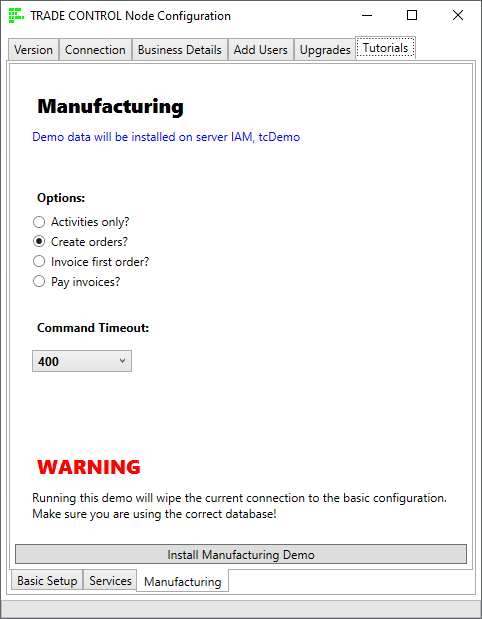 TRADE CONTROL Node Configuration
Version
Connection
Business Details
Add Users
Upgrades
Tutorials
Manufacturing
Demo data will be installed on server IAM, tcDemo
Options:
Activities only?
Create orders?
Invoice first order?
Pay invoices?
Command Timeout:
400
WARNING
Running this demo will wipe the current connection to the basic configuration.
Make sure you are using the correct database!
Install Manufacturing Demo
Basic Setup
Services
Manufacturing